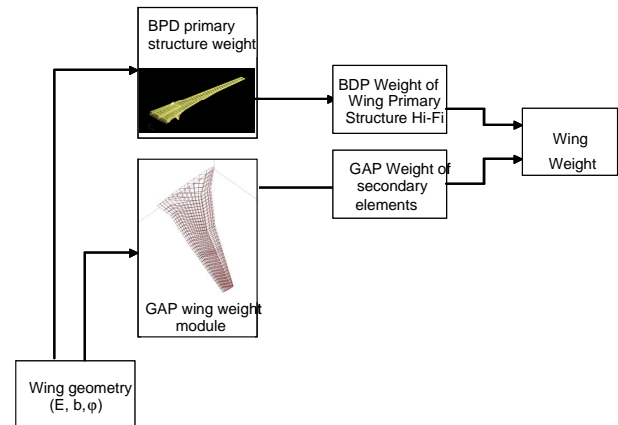 BPD primary
structure weight
BDP Weight of
Wing Primary
Structure Hi-Fi
Wing
Weight
GAP Weight of
secondary
elements
GAP wing weight
module
Wing geometry
(E, b,φ)